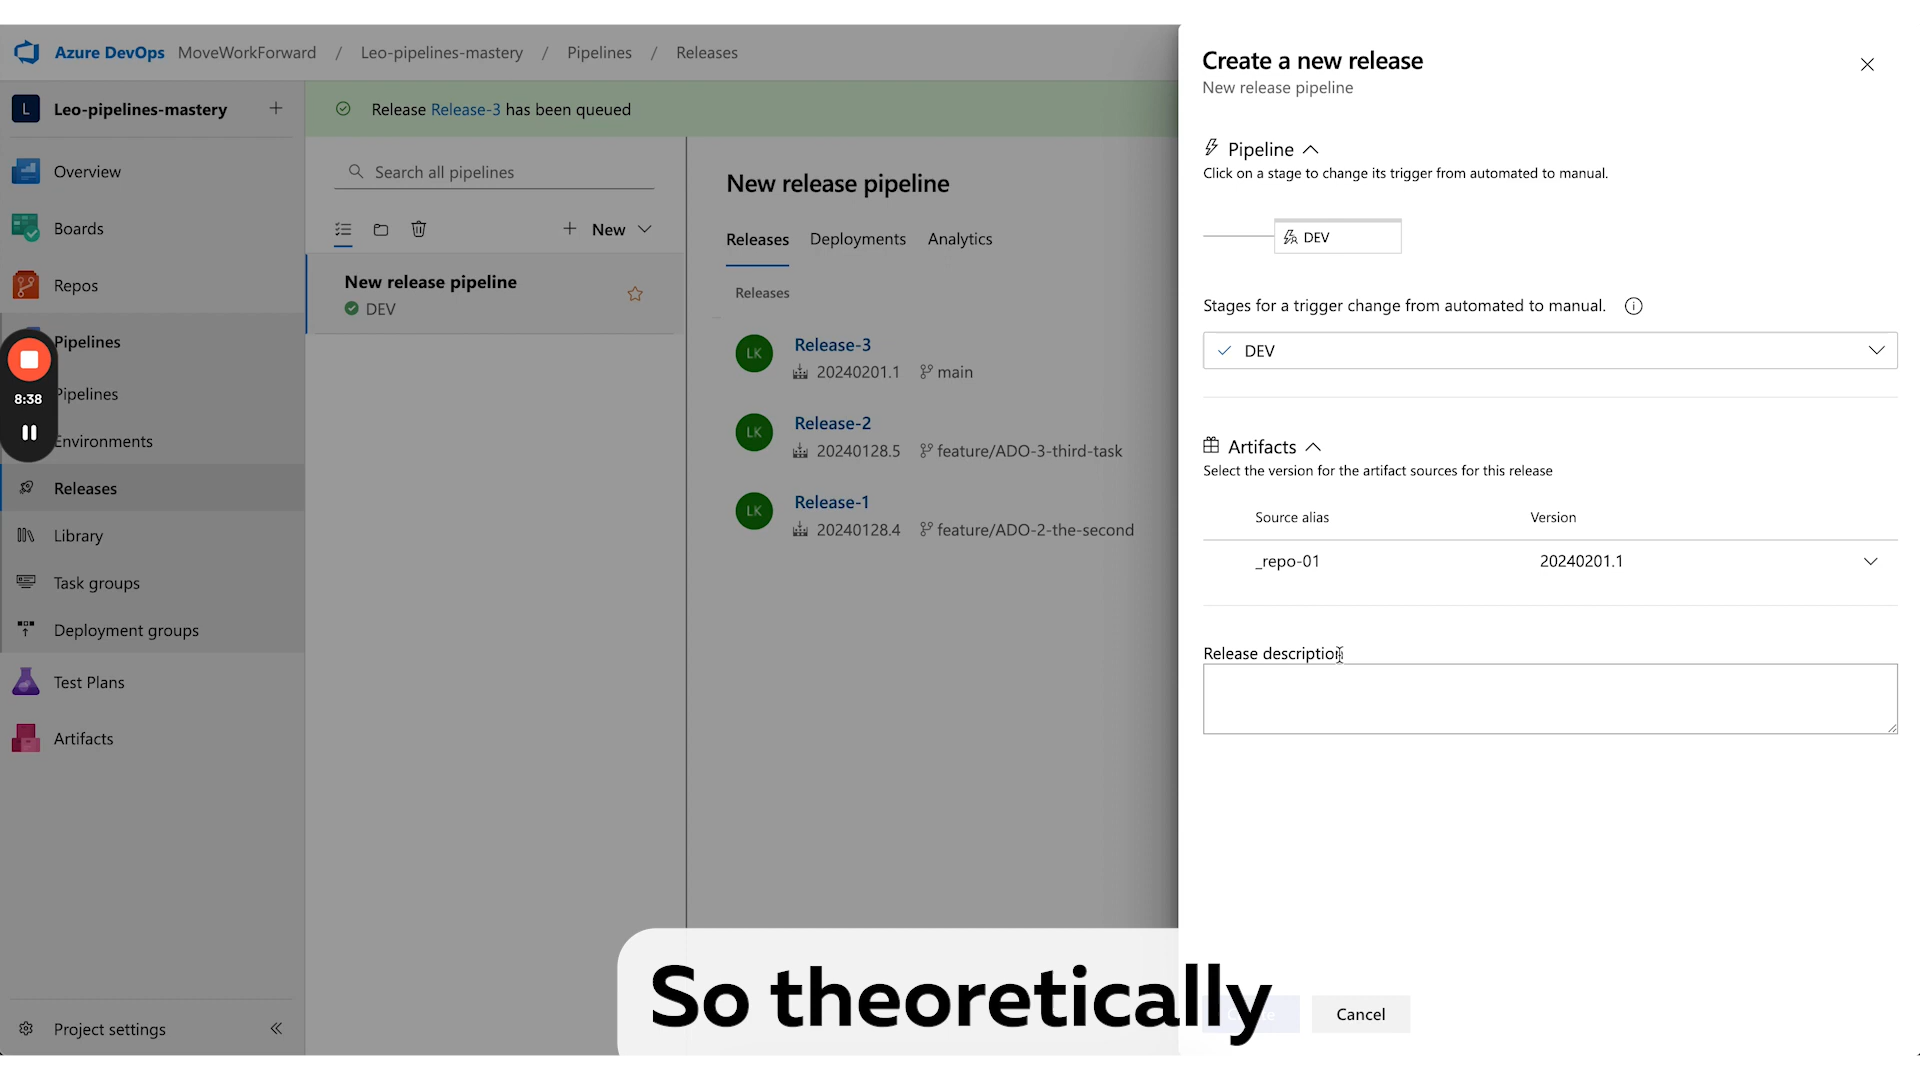 Azure DevOps MoveWorkForward / Leo-pipelines-mastery / Pipelines / Releases
L Leo-pipelines-mastery
Overview
Boards
Repos
Pipelines
Pipelines
Environments
Releases
Library
Task groups
Deployment groups
Test Plans
Artifacts
Project settings
8:38
Release Release-3 has been queued
Search all pipelines
New
New release pipeline
DEV
New release pipeline
Releases Deployments Analytics
Releases
LK Release-3
20240201.1 main
LK Release-2
20240128.5 feature/ADO-3-third-task
LK Release-1
20240128.4 feature/ADO-2-the-second
Create a new release
New release pipeline
Pipeline
Click on a stage to change its trigger from automated to manual.
DEV
Stages for a trigger change from automated to manual.
DEV
Artifacts
Select the version for the artifact sources for this release
Source alias Version
_repo-01 20240201.1
Release description
Cancel
So theoretically